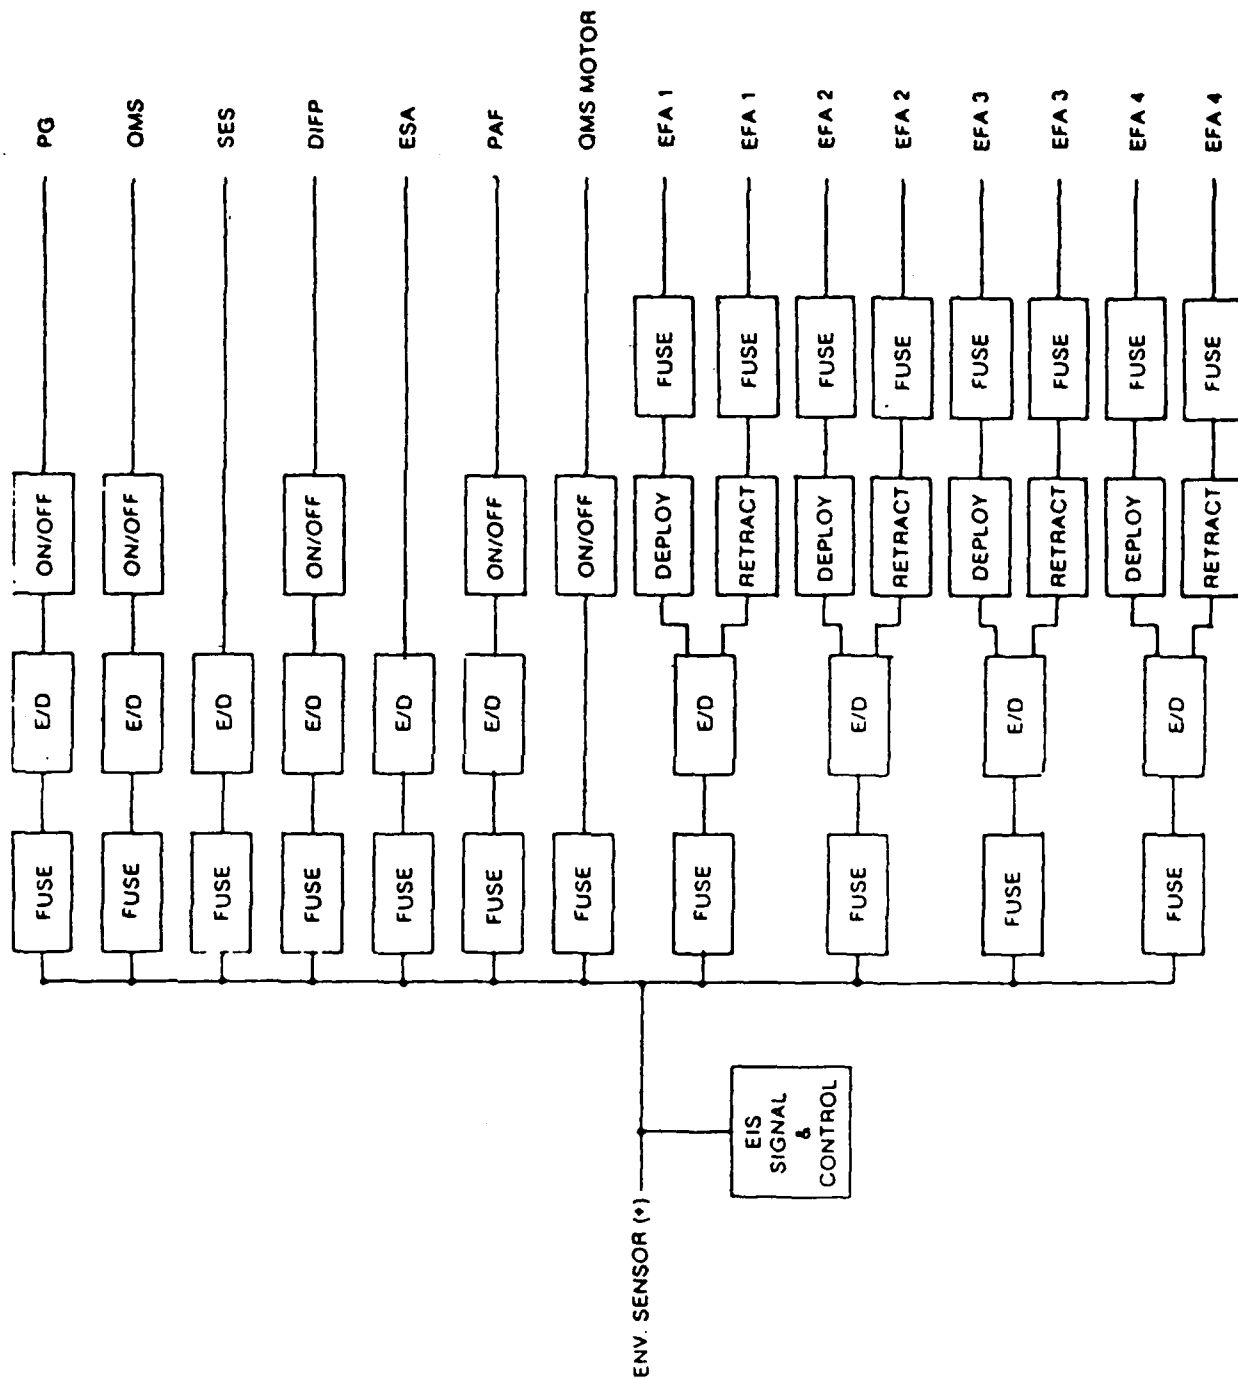 PG
QMS
SES
DIFP
ESA
PAF
QMS MOTOR
EFA 1
EFA 1
EFA 2
EFA 2
EFA 3
EFA 3
EFA 4
EFA 4
FUSE
FUSE
FUSE
FUSE
FUSE
FUSE
FUSE
FUSE
ON/OFF
ON/OFF
ON/OFF
ON/OFF
ON/OFF
DEPLOY
RETRACT
DEPLOY
RETRACT
DEPLOY
RETRACT
DEPLOY
RETRACT
E/D
E/D
E/D
E/D
E/D
E/D
E/D
E/D
E/D
E/D
FUSE
FUSE
FUSE
FUSE
FUSE
FUSE
FUSE
FUSE
FUSE
FUSE
FUSE
EIS
SIGNAL
&
CONTROL
ENV. SENSOR (+)